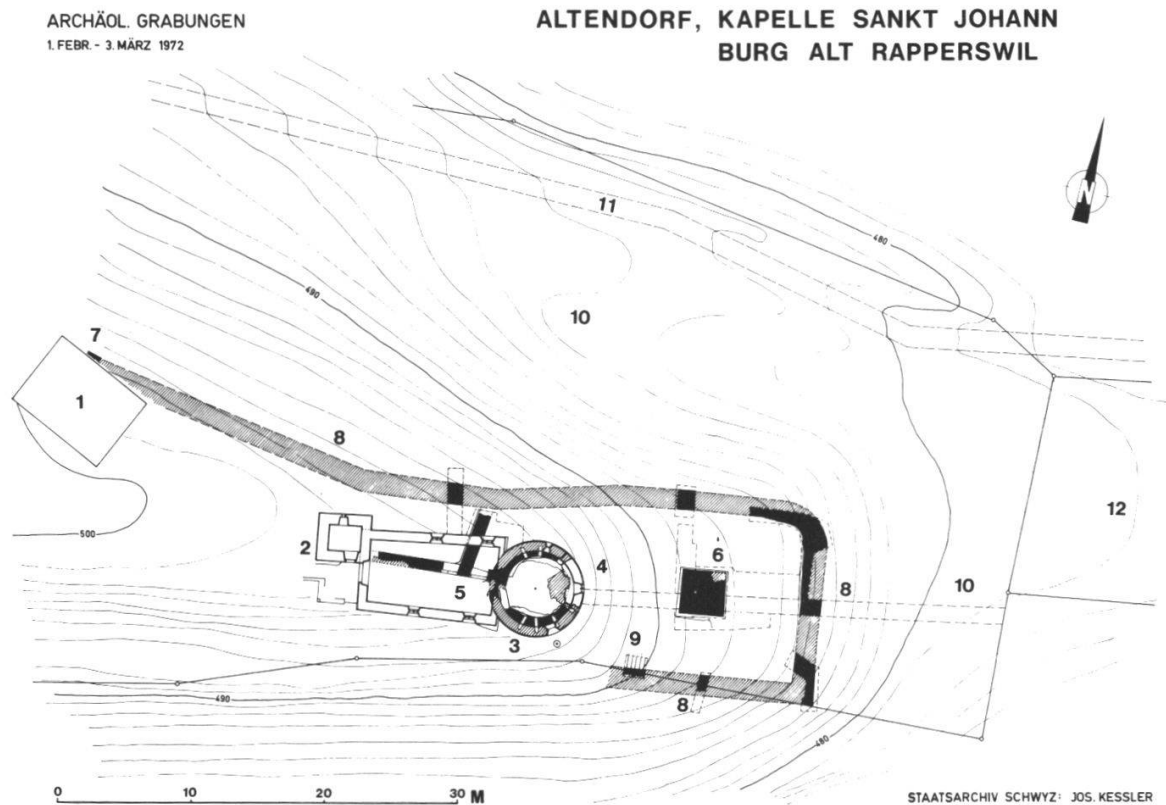 ARCHÄOL. GRABUNGEN
1. FEBR. - 3. MÄRZ 1972
ALTENDORF, KAPELLE SANKT JOHANN
BURG ALT RAPPERSWIL
N
11
480
490
10
7
1
8
12
500
2
6
4
5
8
10
3
9
490
8
480
0 10 20 30 M
STAATSARCHIV SCHWYZ: JOS. KESSLER